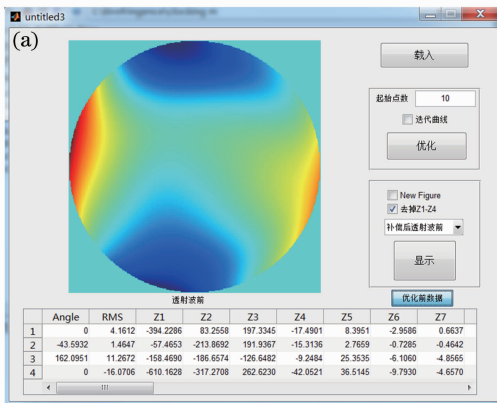 untitled3
(a)
载入
起始点数 10
迭代曲线
优化
New Figure
去掉Z1-Z4
补偿后透射波前
显示
透射波前
优化前数据
Angle RMS Z1 Z2 Z3 Z4 Z5 Z6 Z7
1 0 4.1612 -394.2286 83.2558 197.3345 -17.4901 8.3951 -2.9586 0.6637
2 -43.5932 1.4671 -57.4653 -213.8692 191.9367 -15.3136 2.7659 -0.7285 -0.4642
3 162.0951 11.2672 -158.4690 -186.6574 -126.6482 -9.2484 25.3535 -6.1060 -4.8565
4 0 -16.0706 -610.1628 -317.2708 262.6230 -42.0521 36.5145 -9.7930 -4.6570